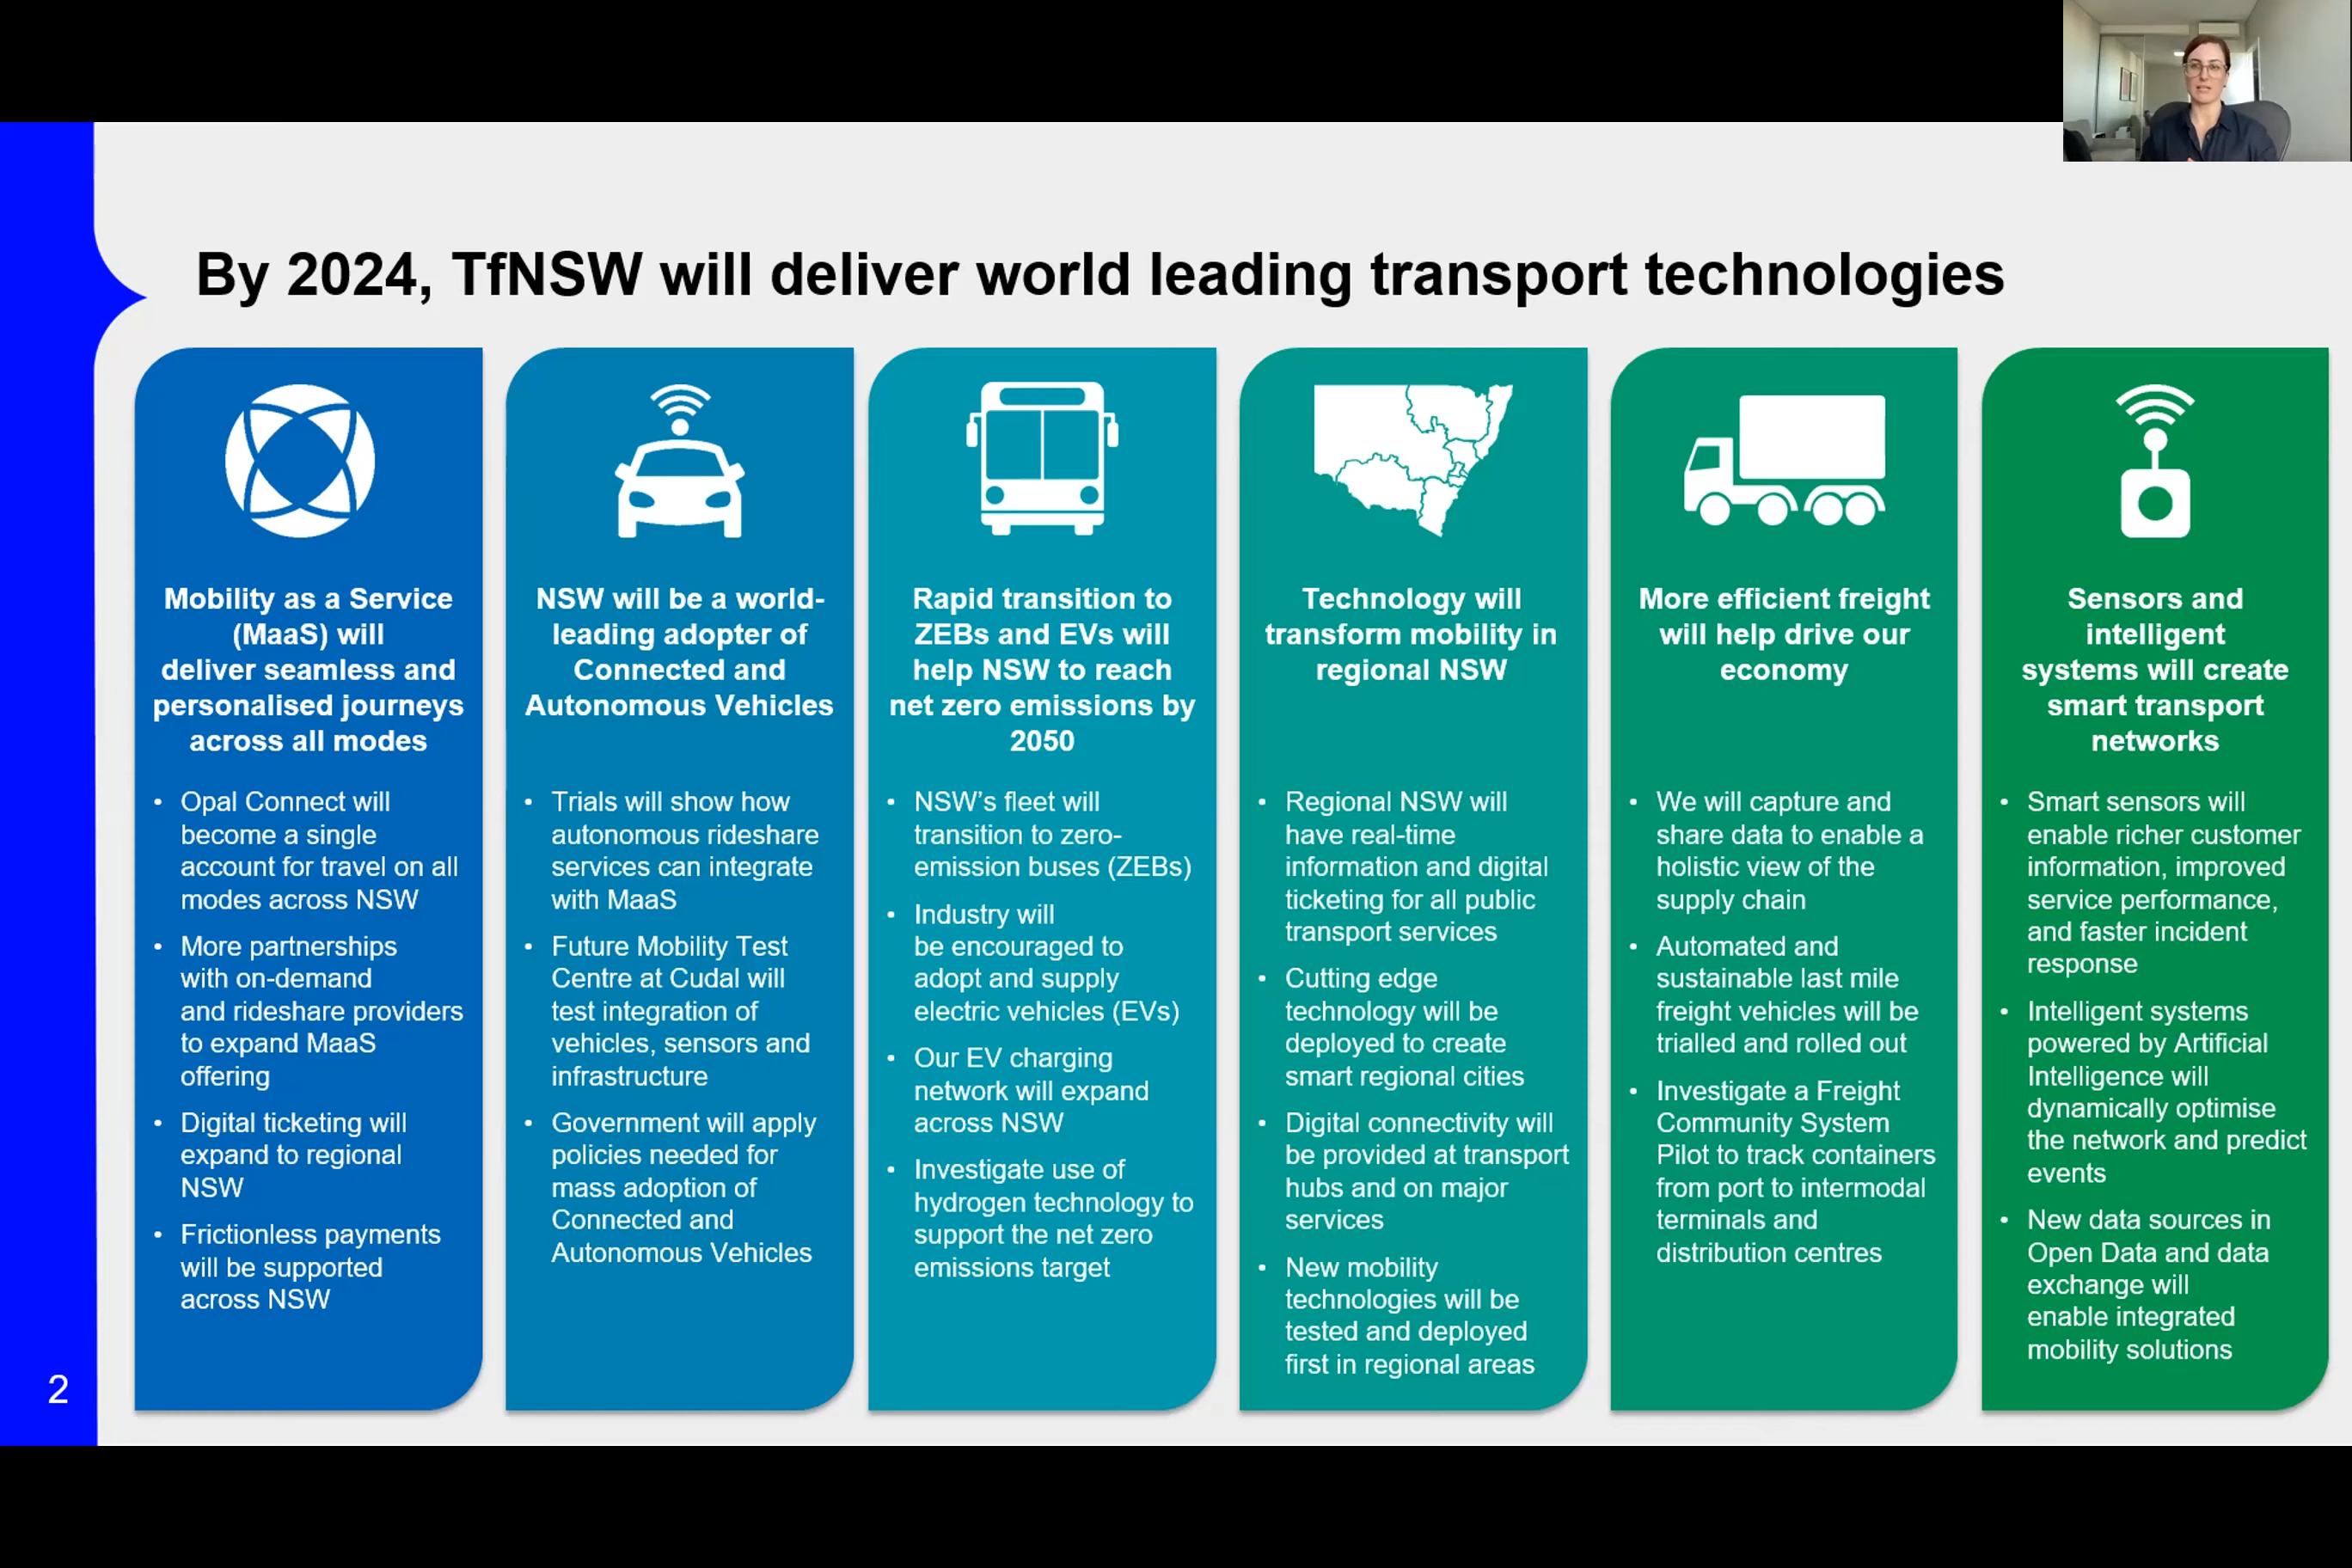 By 2024, TfNSW will deliver world leading transport technologies
Mobility as a Service
(MaaS) will
deliver seamless and
personalised journeys
across all modes
• Opal Connect will
become a single
account for travel on all
modes across NSW
• More partnerships
with on-demand
and rideshare providers
to expand MaaS
offering
• Digital ticketing will
expand to regional
NSW
• Frictionless payments
will be supported
across NSW
NSW will be a world-
leading adopter of
Connected and
Autonomous Vehicles
• Trials will show how
autonomous rideshare
services can integrate
with MaaS
• Future Mobility Test
Centre at Cudal will
test integration of
vehicles, sensors and
infrastructure
• Government will apply
policies needed for
mass adoption of
Connected and
Autonomous Vehicles
Rapid transition to
ZEBs and EVs will
help NSW to reach
net zero emissions by
2050
• NSW’s fleet will
transition to zero-
emission buses (ZEBs)
• Industry will
be encouraged to
adopt and supply
electric vehicles (EVs)
• Our EV charging
network will expand
across NSW
• Investigate use of
hydrogen technology to
support the net zero
emissions target
Technology will
transform mobility in
regional NSW
• Regional NSW will
have real-time
information and digital
ticketing for all public
transport services
• Cutting edge
technology will be
deployed to create
smart regional cities
• Digital connectivity will
be provided at transport
hubs and on major
services
• New mobility
technologies will be
tested and deployed
first in regional areas
More efficient freight
will help drive our
economy
• We will capture and
share data to enable a
holistic view of the
supply chain
• Automated and
sustainable last mile
freight vehicles will be
trialled and rolled out
• Investigate a Freight
Community System
Pilot to track containers
from port to intermodal
terminals and
distribution centres
Sensors and
intelligent
systems will create
smart transport
networks
• Smart sensors will
enable richer customer
information, improved
service performance,
and faster incident
response
• Intelligent systems
powered by Artificial
Intelligence will
dynamically optimise
the network and predict
events
• New data sources in
Open Data and data
exchange will
enable integrated
mobility solutions
2